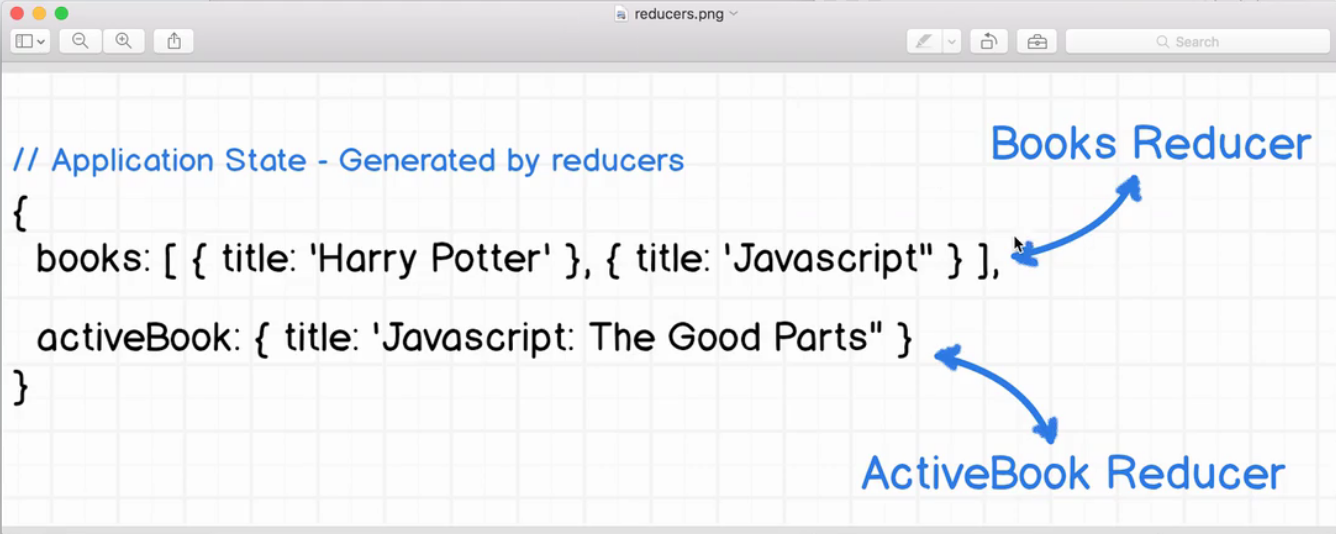 reducers.png
Search
// Application State - Generated by reducers
Books Reducer
{
books: [ { title: 'Harry Potter' }, { title: 'Javascript" } ],
activeBook: { title: 'Javascript: The Good Parts" }
}
ActiveBook Reducer